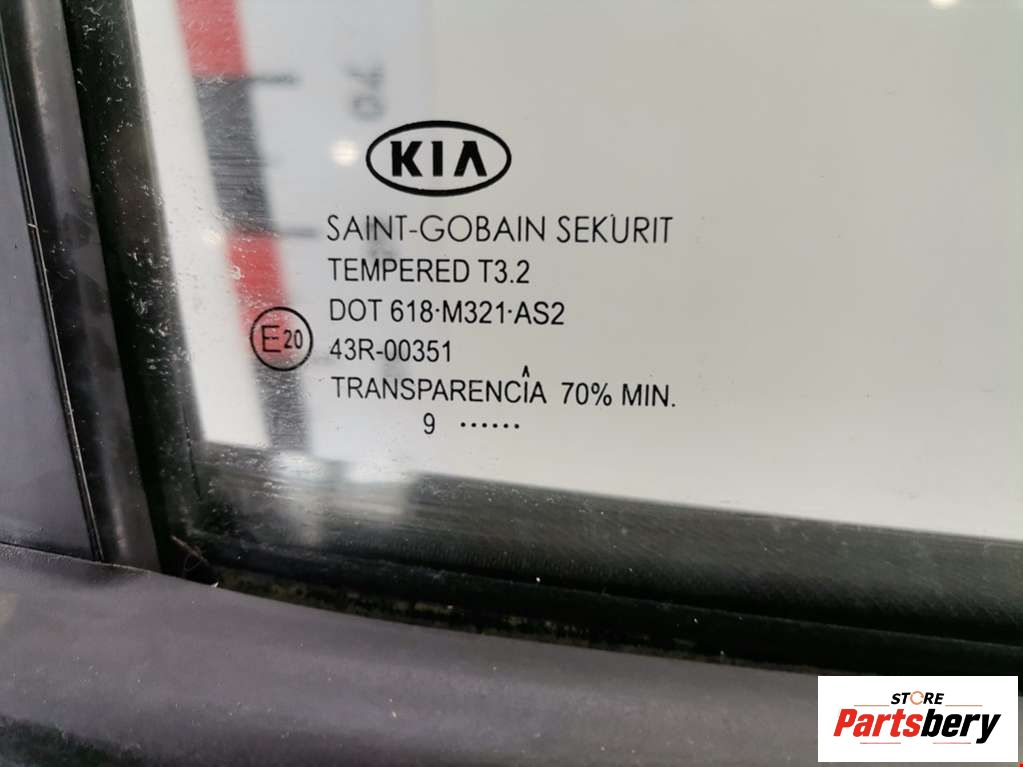 70
KIA
SAINT-GOBAIN SEKURIT
TEMPERED T3.2
DOT 618·M321·AS2
E20
43R-00351
TRANSPARENCIA 70% MIN.
9 ······
STORE
Partsbery